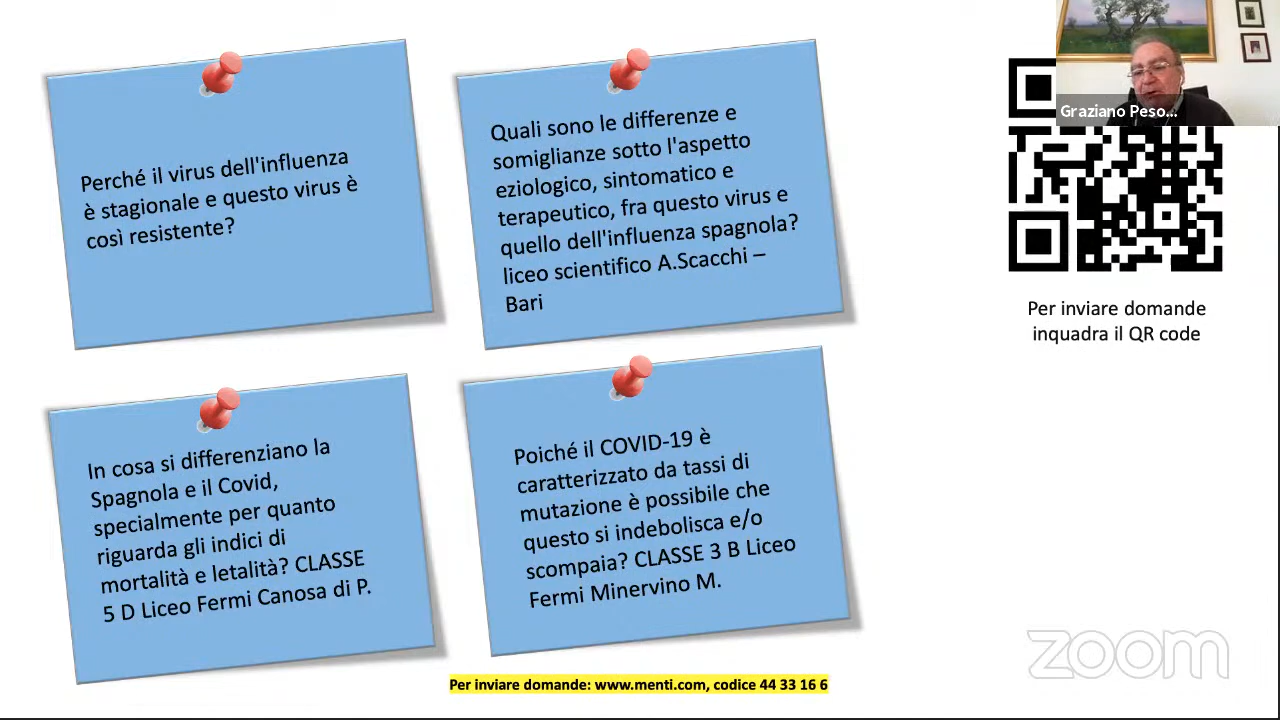 Perché il virus dell'influenza
è stagionale e questo virus è
così resistente?
Quali sono le differenze e
somiglianze sotto l'aspetto
eziologico, sintomatico e
terapeutico, fra questo virus e
quello dell'influenza spagnola?
liceo scientifico A.Scacchi –
Bari
In cosa si differenziano la
Spagnola e il Covid,
specialmente per quanto
riguarda gli indici di
mortalità e letalità? CLASSE
5 D Liceo Fermi Canosa di P.
Poiché il COVID-19 è
caratterizzato da tassi di
mutazione è possibile che
questo si indebolisca e/o
scompaia? CLASSE 3 B Liceo
Fermi Minervino M.
Graziano Peso...
Per inviare domande
inquadra il QR code
Per inviare domande: www.menti.com, codice 44 33 16 6
zoom